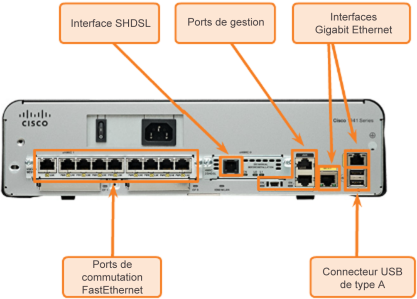 Interface SHDSL
Ports de gestion
Interfaces
Gigabit Ethernet
CISCO
Cisco
Series
Ports de
commutation
FastEthernet
Connecteur USB
de type A